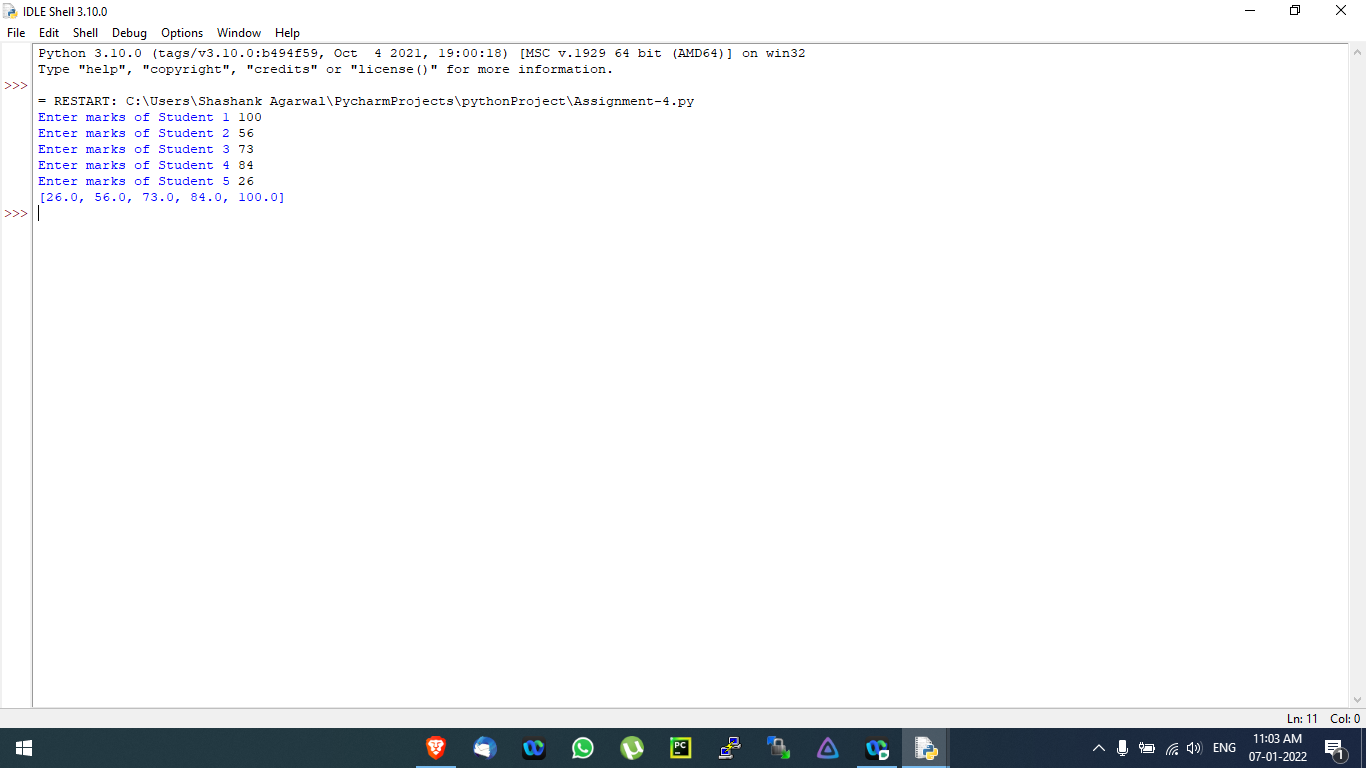 IDLE Shell 3.10.0
File Edit Shell Debug Options Window Help
Python 3.10.0 (tags/v3.10.0:b494f59, Oct  4 2021, 19:00:18) [MSC v.1929 64 bit (AMD64)] on win32
Type "help", "copyright", "credits" or "license()" for more information.
>>>
= RESTART: C:\Users\Shashank Agarwal\PycharmProjects\pythonProject\Assignment-4.py
Enter marks of Student 1 100
Enter marks of Student 2 56
Enter marks of Student 3 73
Enter marks of Student 4 84
Enter marks of Student 5 26
[26.0, 56.0, 73.0, 84.0, 100.0]
>>>
Ln: 11 Col: 0
PC
ENG
11:03 AM
07-01-2022
1